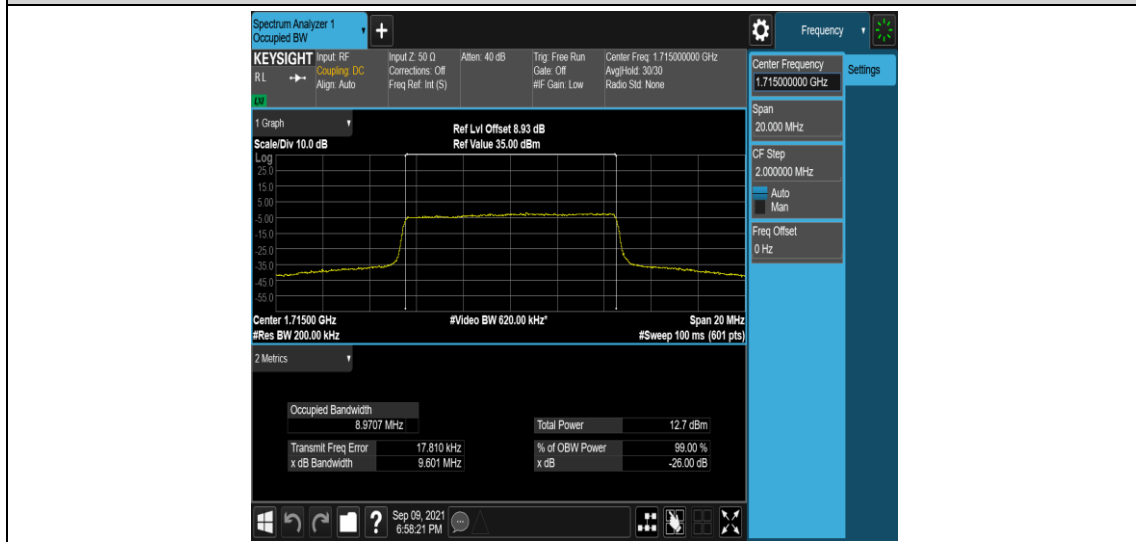 Spectrum Analyzer 1
Occupied BW
+
Frequency
KEYSIGHT
RL
LXI
Input: RF
Coupling: DC
Align: Auto
Input Z: 50 Ω
Corrections: Off
Freq Ref: Int (S)
Atten: 40 dB
Trig: Free Run
Gate: Off
#IF Gain: Low
Center Freq: 1.715000000 GHz
Avg|Hold: 30/30
Radio Std: None
Center Frequency
1.715000000 GHz
Settings
Span
20.000 MHz
CF Step
2.000000 MHz
Auto
Man
Freq Offset
0 Hz
1 Graph
Scale/Div 10.0 dB
Ref Lvl Offset 8.93 dB
Ref Value 35.00 dBm
Log
25.0
15.0
5.00
-5.00
-15.0
-25.0
-35.0
-45.0
-55.0
Center 1.71500 GHz
#Video BW 620.00 kHz*
Span 20 MHz
#Res BW 200.00 kHz
#Sweep 100 ms (601 pts)
2 Metrics
Occupied Bandwidth
8.9707 MHz
Total Power 12.7 dBm
Transmit Freq Error 17.810 kHz
% of OBW Power 99.00 %
x dB Bandwidth 9.601 MHz
x dB -26.00 dB
?
Sep 09, 2021
6:58:21 PM